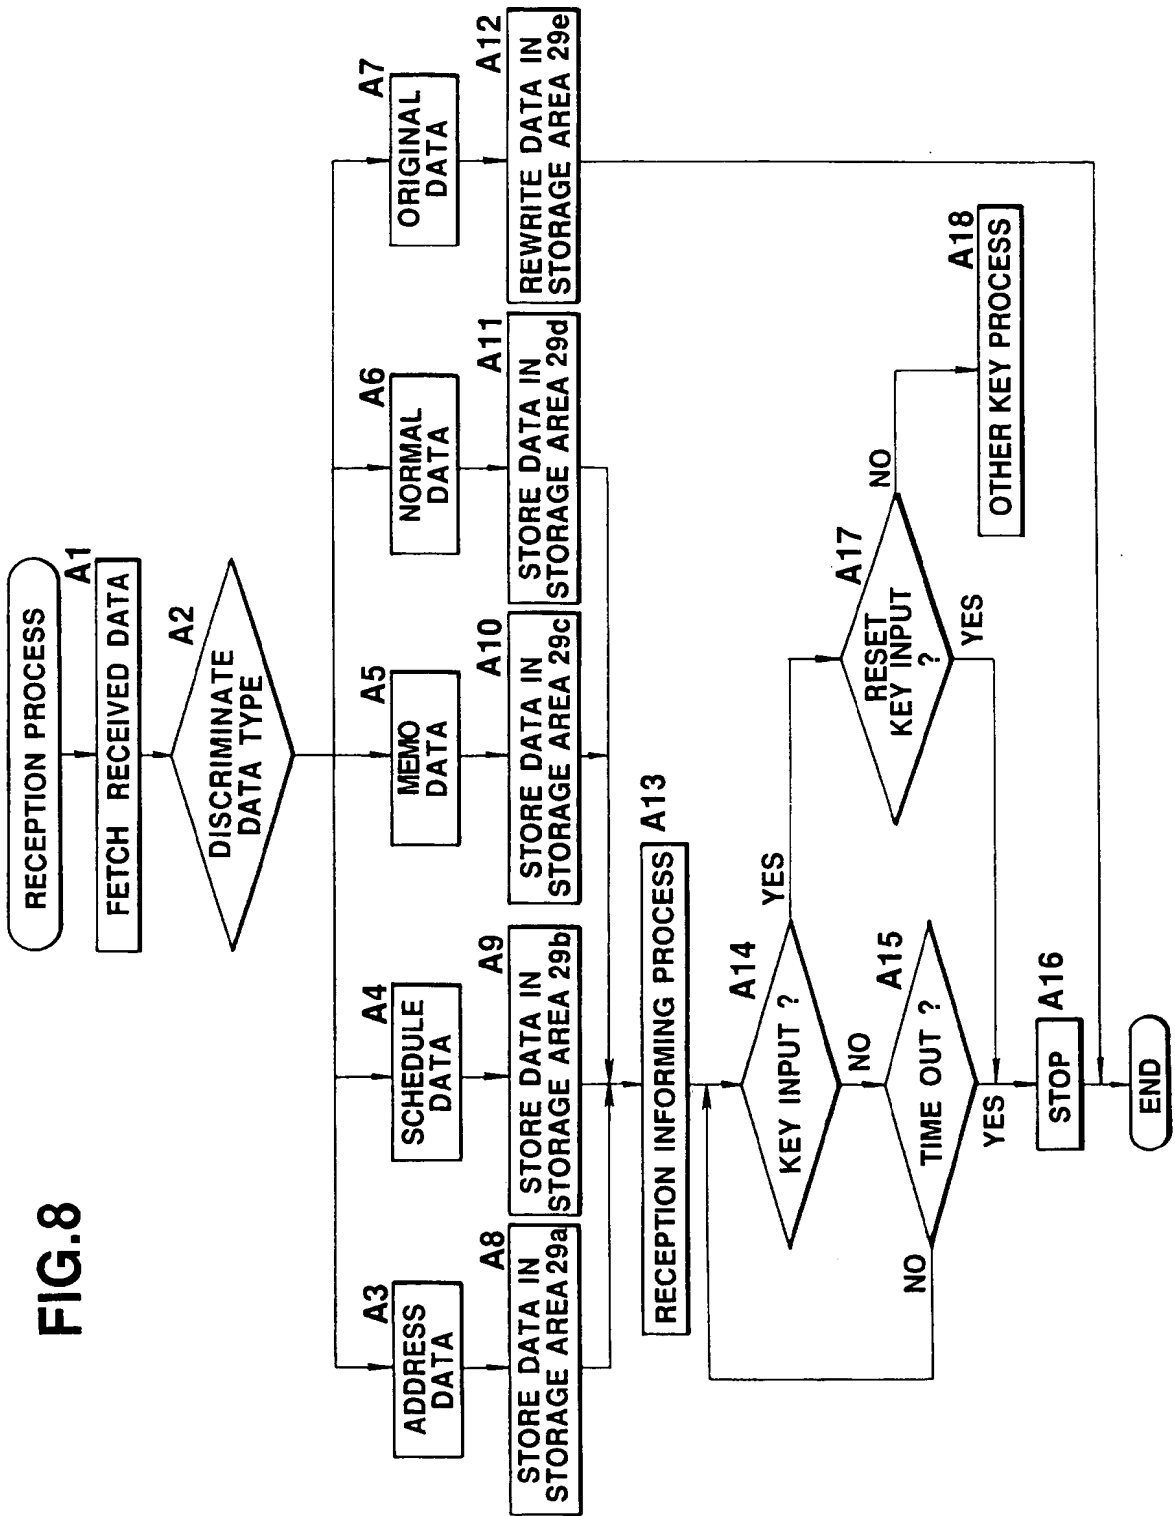 FIG.8
RECEPTION PROCESS
A1
FETCH RECEIVED DATA
A2
DISCRIMINATE
DATA TYPE
A3
ADDRESS
DATA
A4
SCHEDULE
DATA
A5
MEMO
DATA
A6
NORMAL
DATA
A7
ORIGINAL
DATA
A8
STORE DATA IN
STORAGE AREA 29a
A9
STORE DATA IN
STORAGE AREA 29b
A10
STORE DATA IN
STORAGE AREA 29c
A11
STORE DATA IN
STORAGE AREA 29d
A12
REWRITE DATA IN
STORAGE AREA 29e
A13
RECEPTION INFORMING PROCESS
A14
KEY INPUT ?
YES
NO
A15
TIME OUT ?
NO
YES
A16
STOP
A17
RESET
KEY INPUT
?
NO
YES
A18
OTHER KEY PROCESS
END